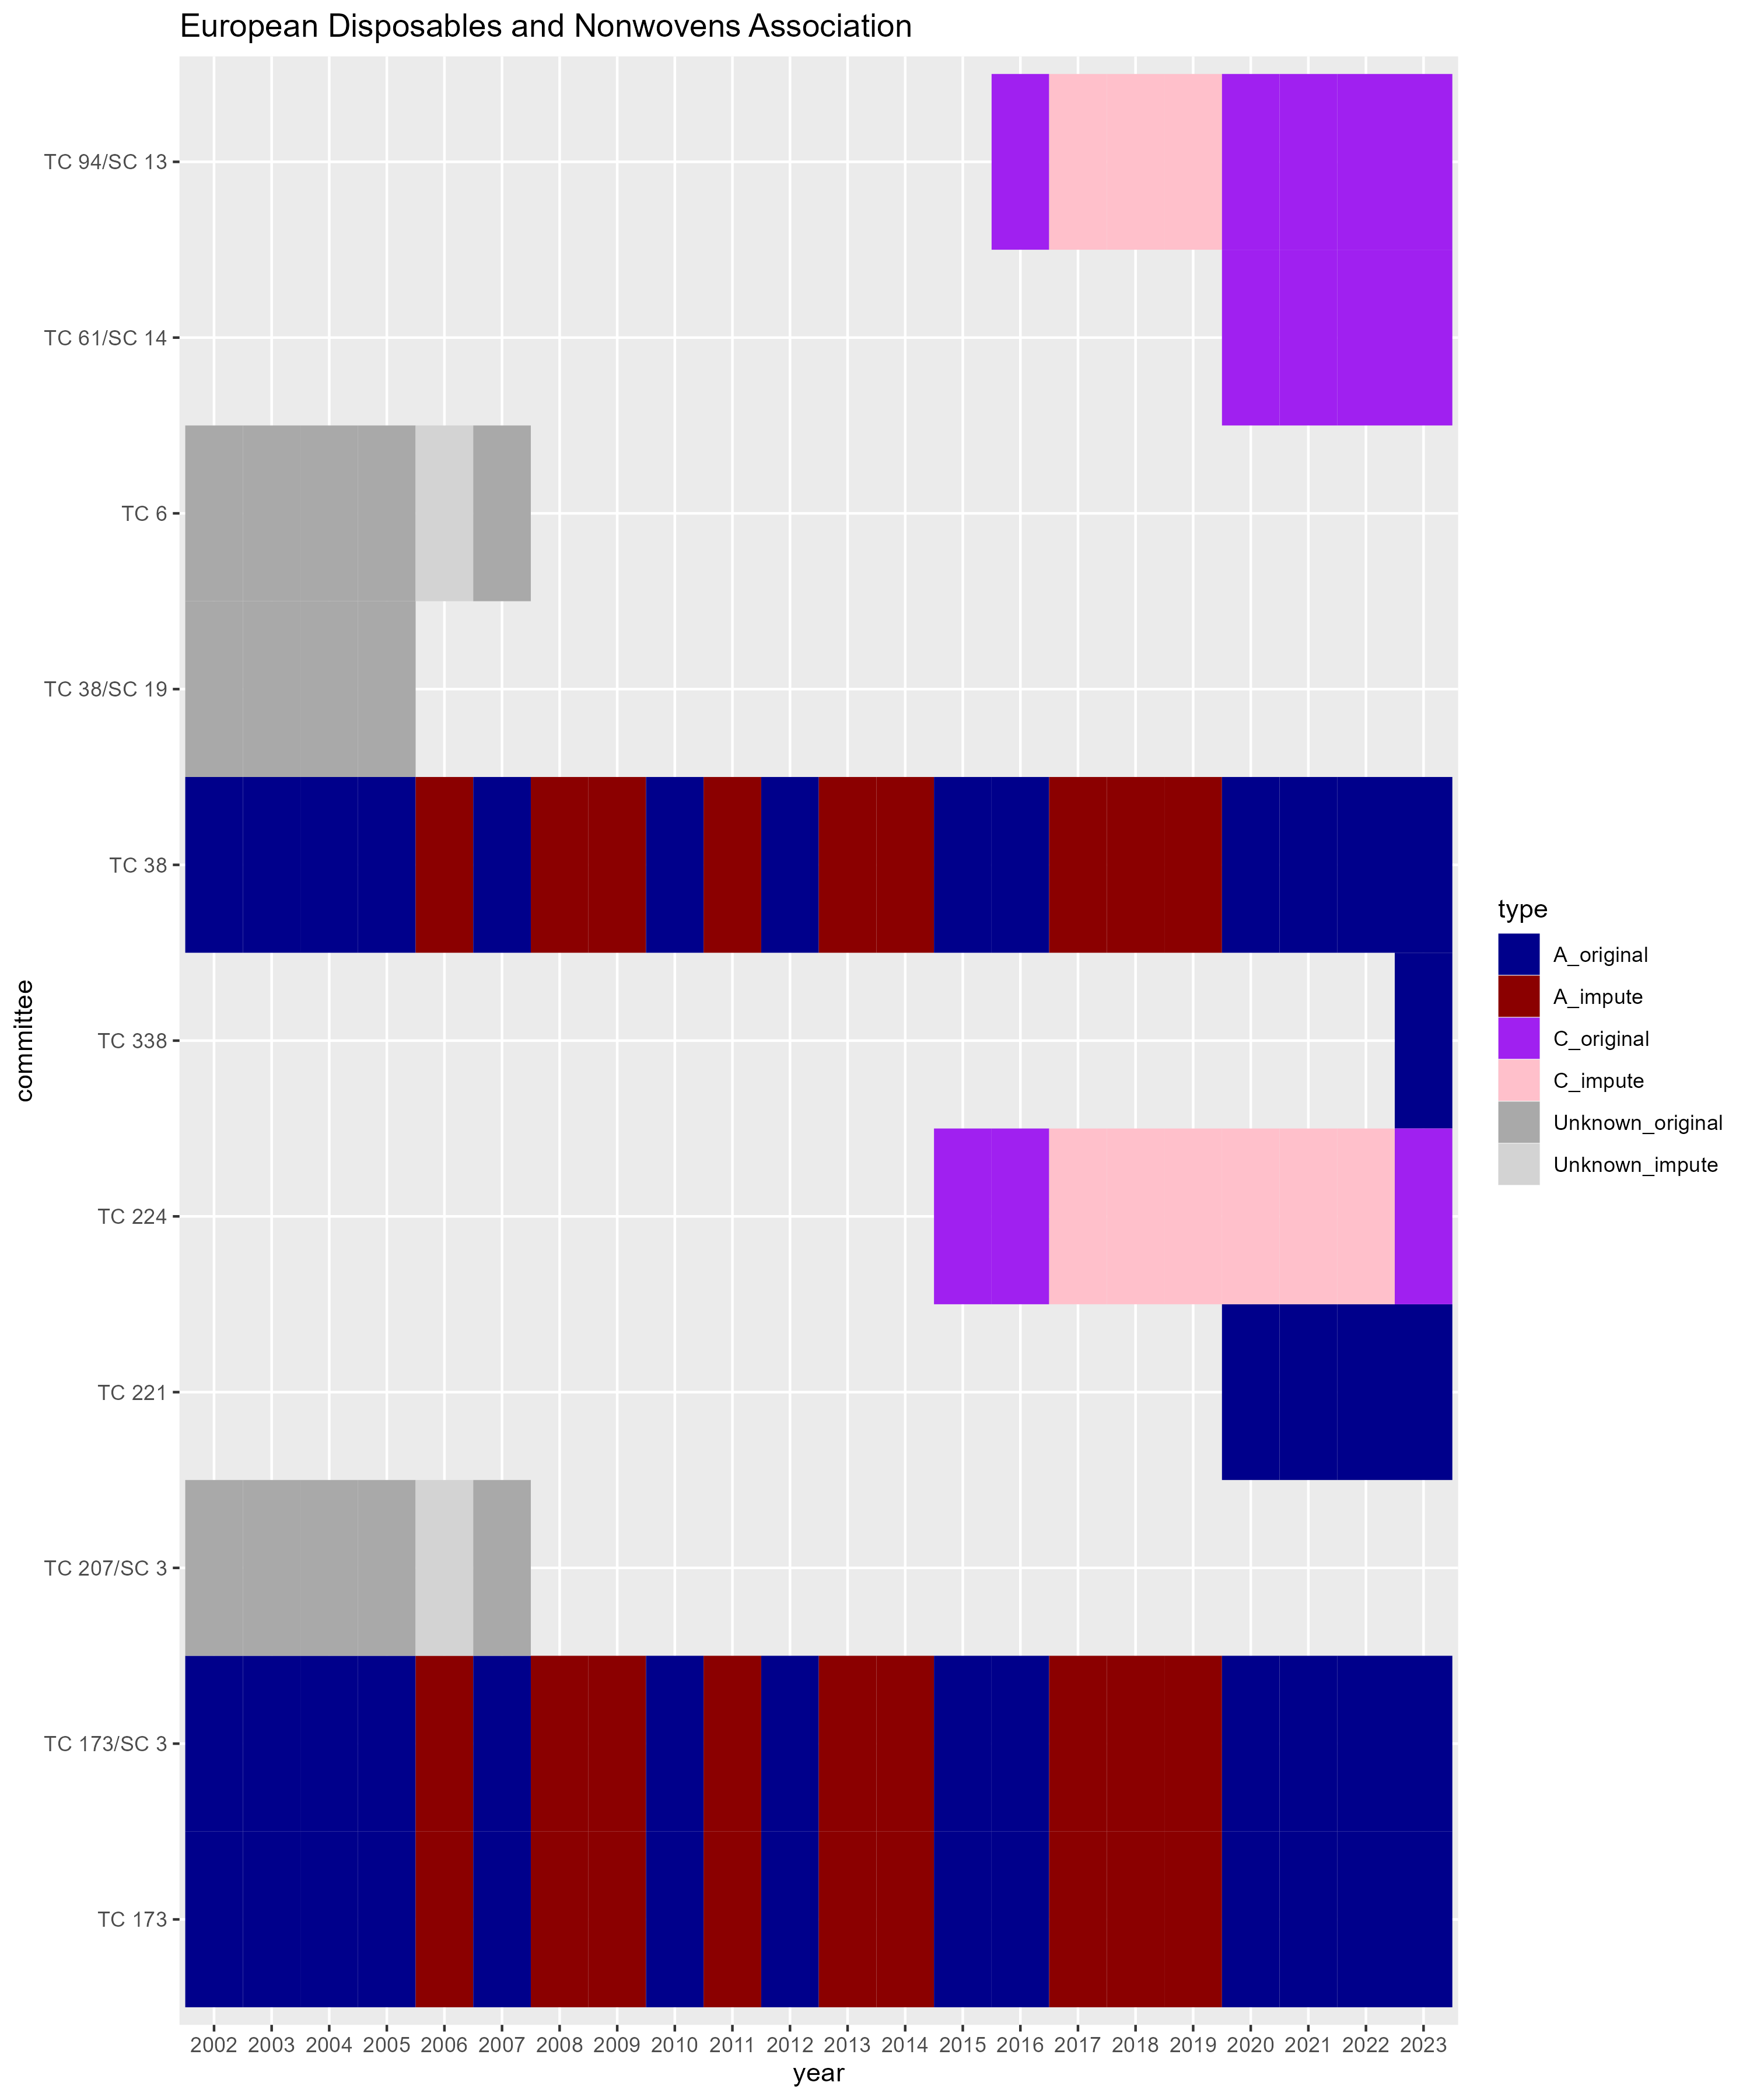 European Disposables and Nonwovens Association
TC 94/SC 13
TC 61/SC 14
TC 6
TC 38/SC 19
TC 38
TC 338
TC 224
TC 221
TC 207/SC 3
TC 173/SC 3
TC 173
committee
2002 2003 2004 2005 2006 2007 2008 2009 2010 2011 2012 2013 2014 2015 2016 2017 2018 2019 2020 2021 2022 2023
year
type
A_original
A_impute
C_original
C_impute
Unknown_original
Unknown_impute